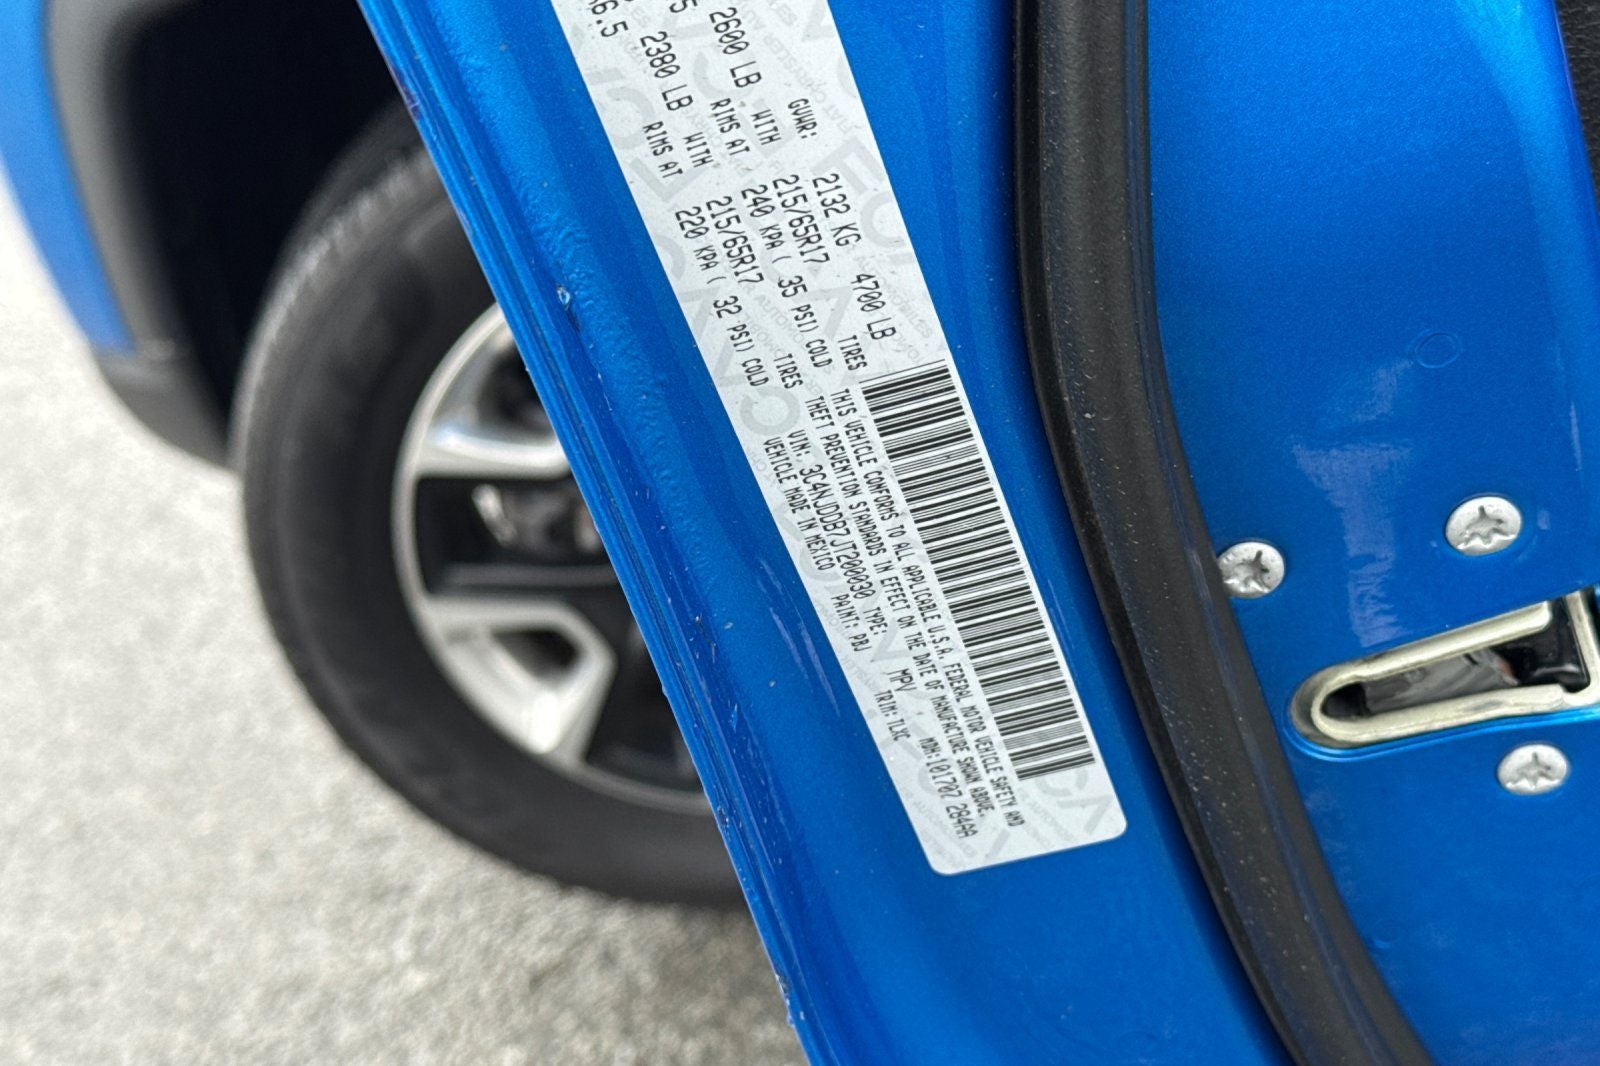 GVWR: 2132 KG 4700 LB
2600 LB WITH 215/65R17 TIRES
RIMS AT 240 KPA ( 35 PSI) COLD
6.5 2380 LB WITH 215/65R17 TIRES
RIMS AT 220 KPA ( 32 PSI) COLD
THIS VEHICLE CONFORMS TO ALL APPLICABLE U.S.A. FEDERAL MOTOR VEHICLE SAFETY AND
THEFT PREVENTION STANDARDS IN EFFECT ON THE DATE OF MANUFACTURE SHOWN ABOVE.
VIN: 3C4NJDDB7JT200030 TYPE: MPV MDH:101707 284AA
VEHICLE MADE IN MEXICO PAINT: PBJ TRIM: TLXC